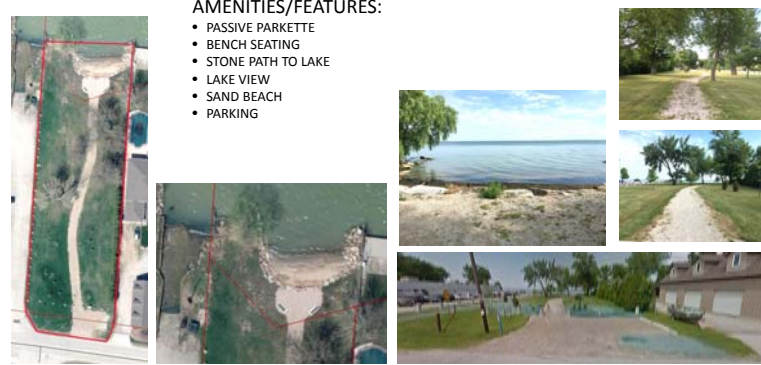 AMENITIES/FEATURES:
• PASSIVE PARKETTE
• BENCH SEATING
• STONE PATH TO LAKE
• LAKE VIEW
• SAND BEACH
• PARKING